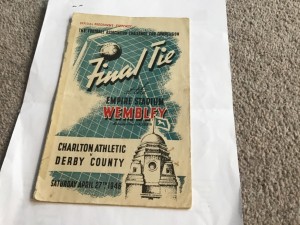 OFFICIAL PROGRAMME
THE FOOTBALL ASSOCIATION CHALLENGE CUP COMPETITION
Final Tie
EMPIRE STADIUM
WEMBLEY
CHARLTON ATHLETIC
DERBY COUNTY
SATURDAY APRIL 27TH 1946